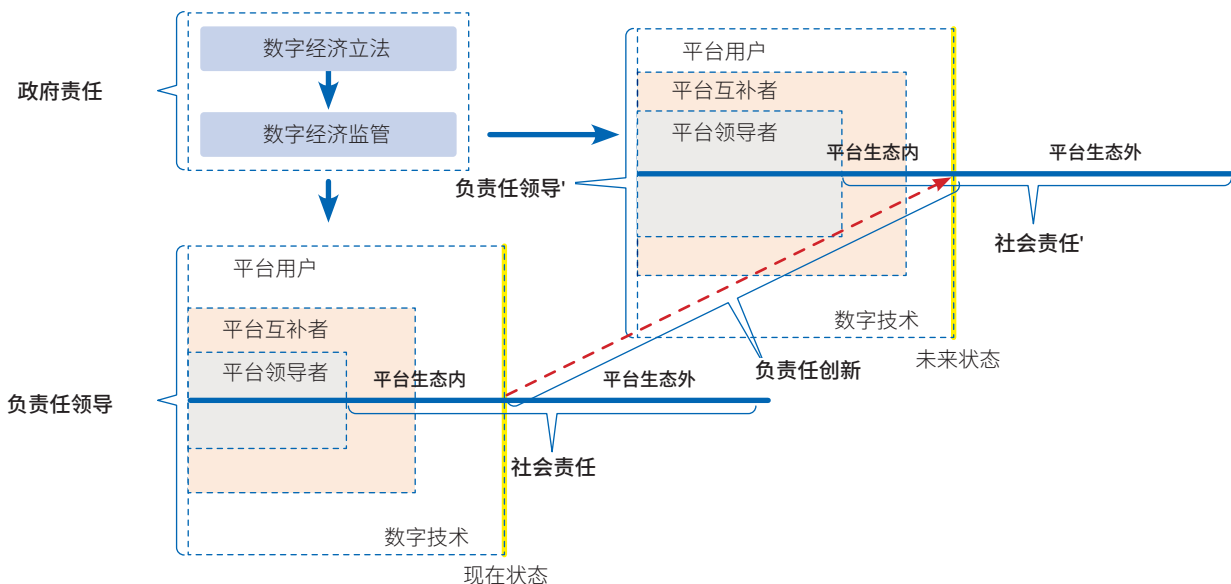 数字经济立法
政府责任
数字经济监管
平台用户
平台互补者
平台领导者
平台生态内
平台生态外
负责任领导'
社会责任'
数字技术
未来状态
平台用户
平台互补者
平台领导者
平台生态内
平台生态外
负责任创新
负责任领导
社会责任
数字技术
现在状态